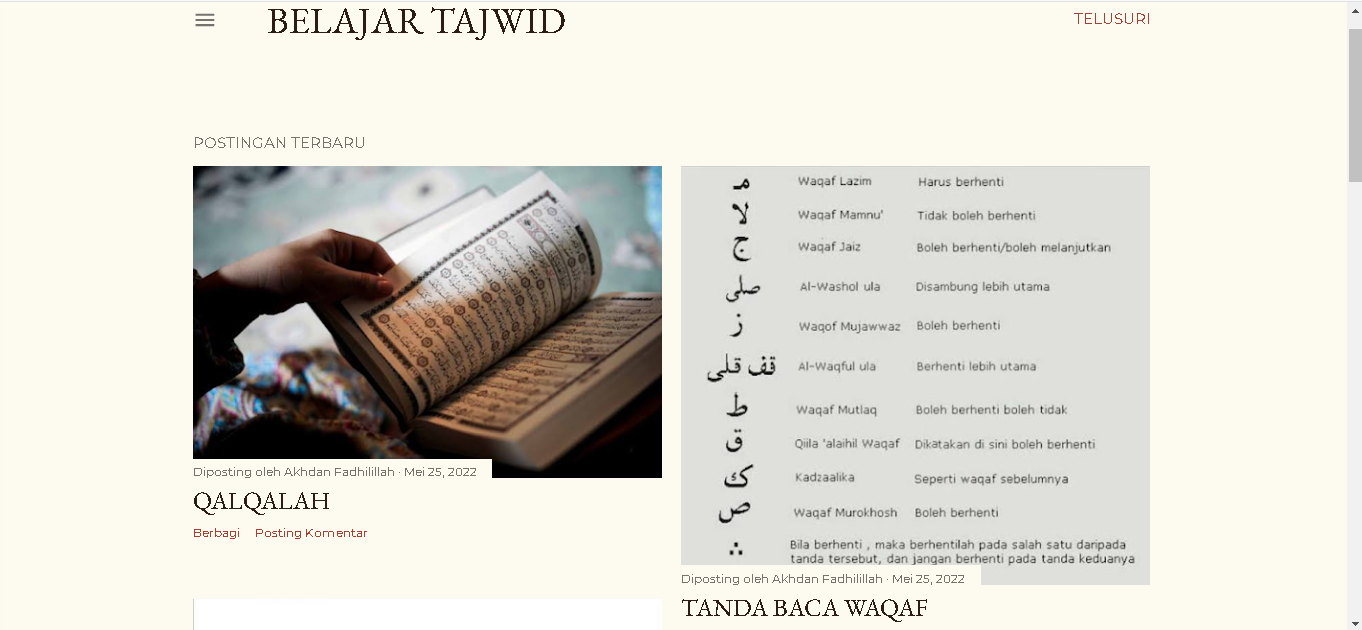 BELAJAR TAJWID
TELUSURI
POSTINGAN TERBARU
Diposting oleh Akhdan Fadhilillah · Mei 25, 2022
QALQALAH
Berbagi Posting Komentar
مـ Waqaf Lazim Harus berhenti
لا Waqaf Mamnu' Tidak boleh berhenti
ج Waqaf Jaiz Boleh berhenti/boleh melanjutkan
صلى Al-Washol ula Disambung lebih utama
ز Waqof Mujawwaz Boleh berhenti
قف قلى Al-Waqful ula Berhenti lebih utama
ط Waqaf Mutlaq Boleh berhenti boleh tidak
ق Qiila 'alaihil Waqaf Dikatakan di sini boleh berhenti
ك Kadzaalika Seperti waqaf sebelumnya
ص Waqaf Murokhosh Boleh berhenti
∴ Bila berhenti , maka berhentilah pada salah satu daripada
tanda tersebut, dan jangan berhenti pada tanda keduanya
Diposting oleh Akhdan Fadhilillah · Mei 25, 2022
TANDA BACA WAQAF